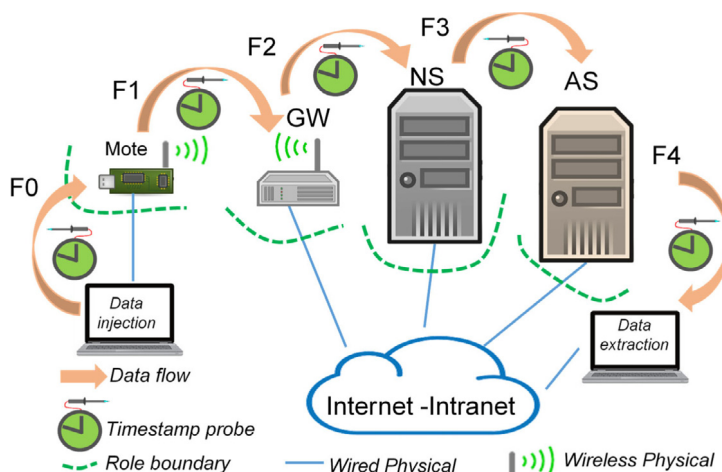 F0
F1
F2
F3
F4
Mote
GW
NS
AS
Data
injection
Data
extraction
Internet -Intranet
Data flow
Timestamp probe
Role boundary
Wired Physical
Wireless Physical